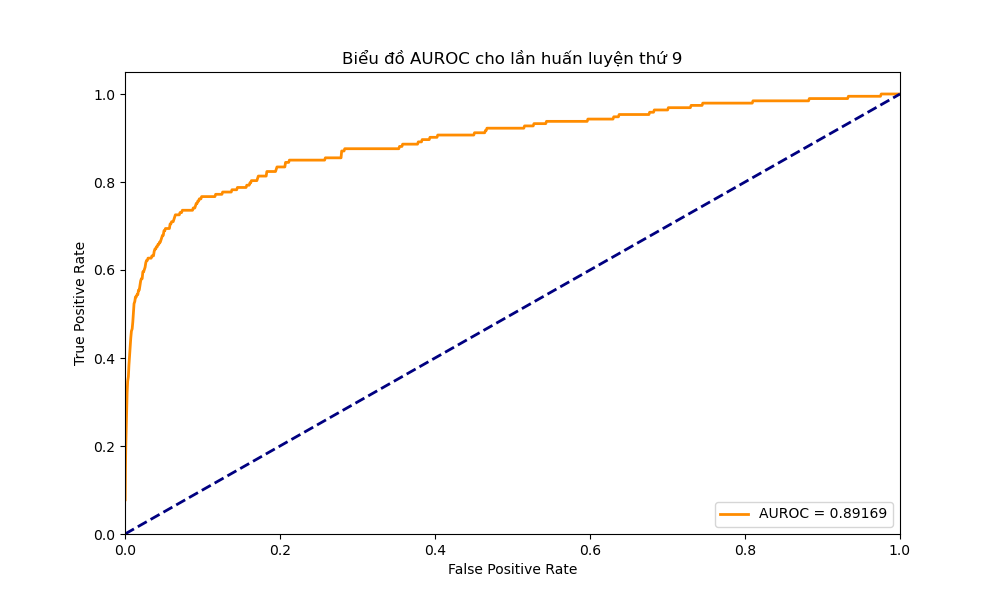 Biểu đồ AUROC cho lần huấn luyện thứ 9
True Positive Rate
1.0
0.8
0.6
0.4
0.2
0.0
0.0 0.2 0.4 0.6 0.8 1.0
False Positive Rate
AUROC = 0.89169